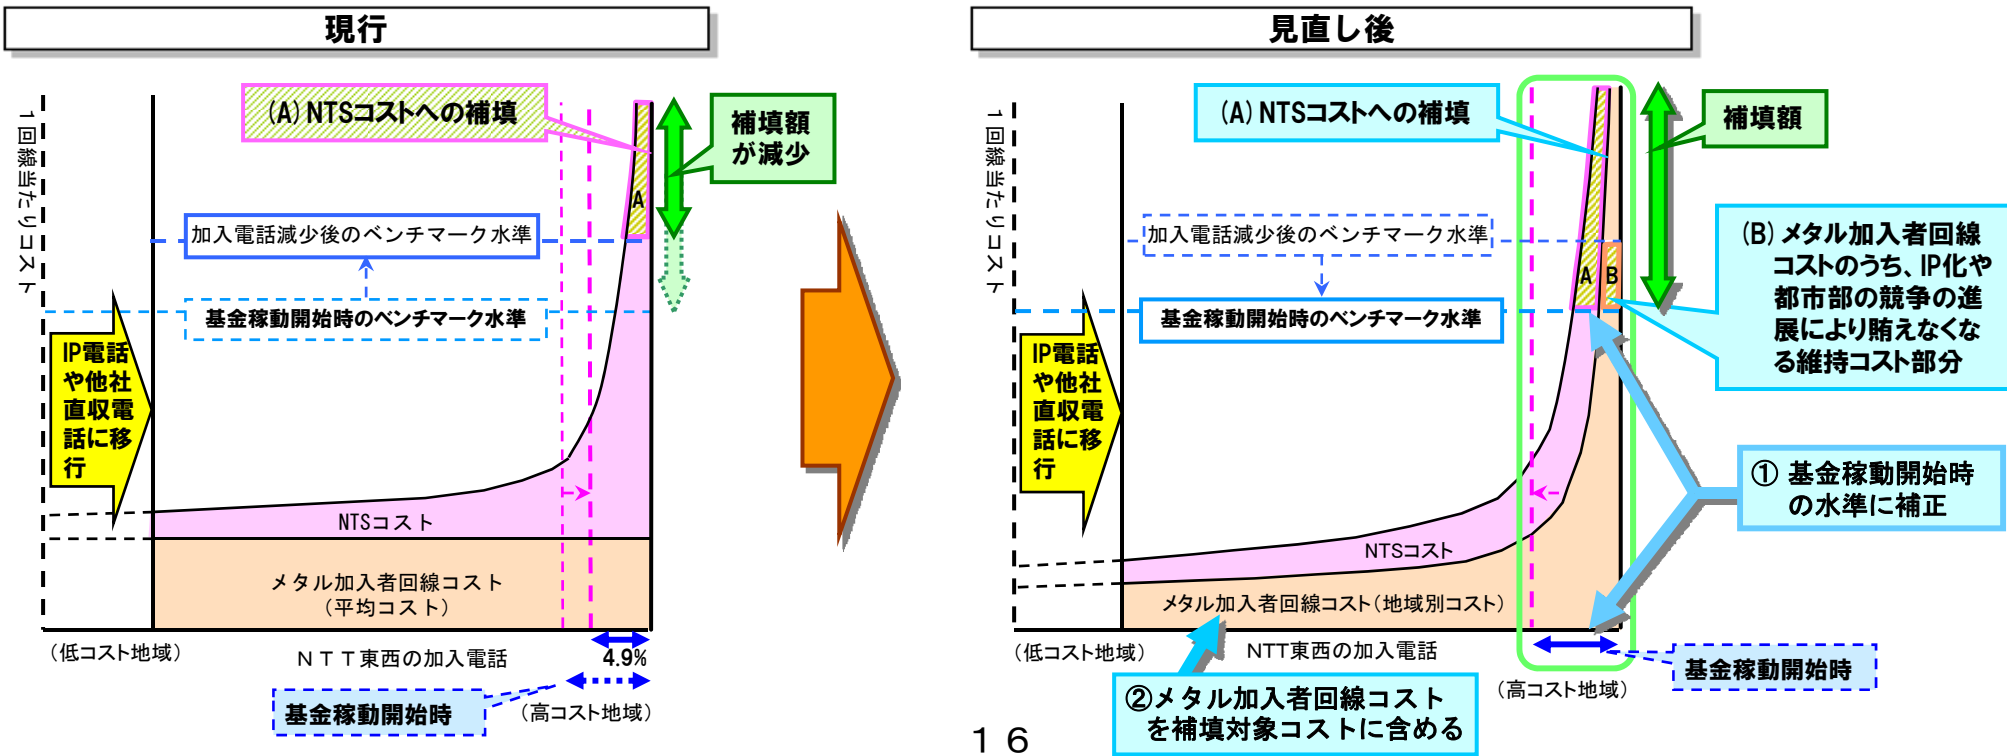 現行
１回線当たりコスト
(A)NTSコストへの補填
補填額
が減少
A
加入電話減少後のベンチマーク水準
基金稼動開始時のベンチマーク水準
IP電話
や他社
直収電
話に移
行
NTSコスト
メタル加入者回線コスト
(平均コスト)
(低コスト地域)
ＮＴＴ東西の加入電話
4.9%
基金稼動開始時
(高コスト地域)
見直し後
１回線当たりコスト
(A)NTSコストへの補填
補填額
加入電話減少後のベンチマーク水準
A
B
(B)メタル加入者回線
コストのうち、IP化や
都市部の競争の進
展により賄えなくな
る維持コスト部分
基金稼動開始時のベンチマーク水準
IP電話
や他社
直収電
話に移
行
① 基金稼動開始時
の水準に補正
NTSコスト
メタル加入者回線コスト(地域別コスト)
(低コスト地域)
NTT東西の加入電話
基金稼動開始時
(高コスト地域)
②メタル加入者回線コスト
を補填対象コストに含める
１６